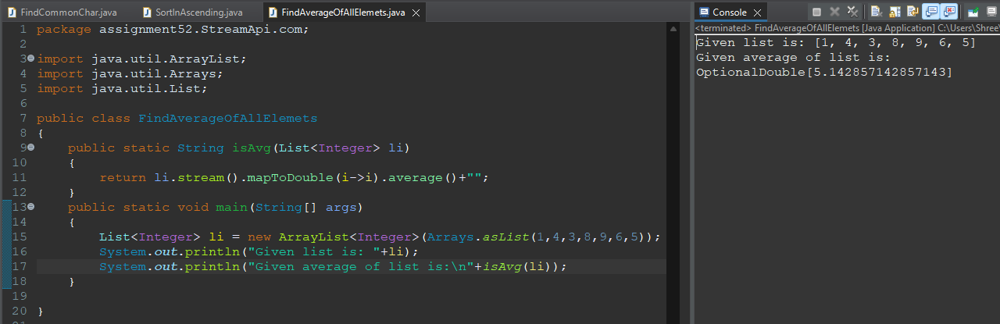 FindCommonChar.java SortInAscending.java FindAverageOfAllElemets.java
1 package assignment52.StreamApi.com;
2
3 import java.util.ArrayList;
4 import java.util.Arrays;
5 import java.util.List;
6
7 public class FindAverageOfAllElemets
8 {
9 public static String isAvg(List<Integer> li)
10 {
11 return li.stream().mapToDouble(i->i).average()+"";
12 }
13 public static void main(String[] args)
14 {
15 List<Integer> li = new ArrayList<Integer>(Arrays.asList(1,4,3,8,9,6,5));
16 System.out.println("Given list is: "+li);
17 System.out.println("Given average of list is:\n"+isAvg(li));
18 }
19
20 }
Console
<terminated> FindAverageOfAllElemets [Java Application] C:\Users\Shree
Given list is: [1, 4, 3, 8, 9, 6, 5]
Given average of list is:
OptionalDouble[5.142857142857143]